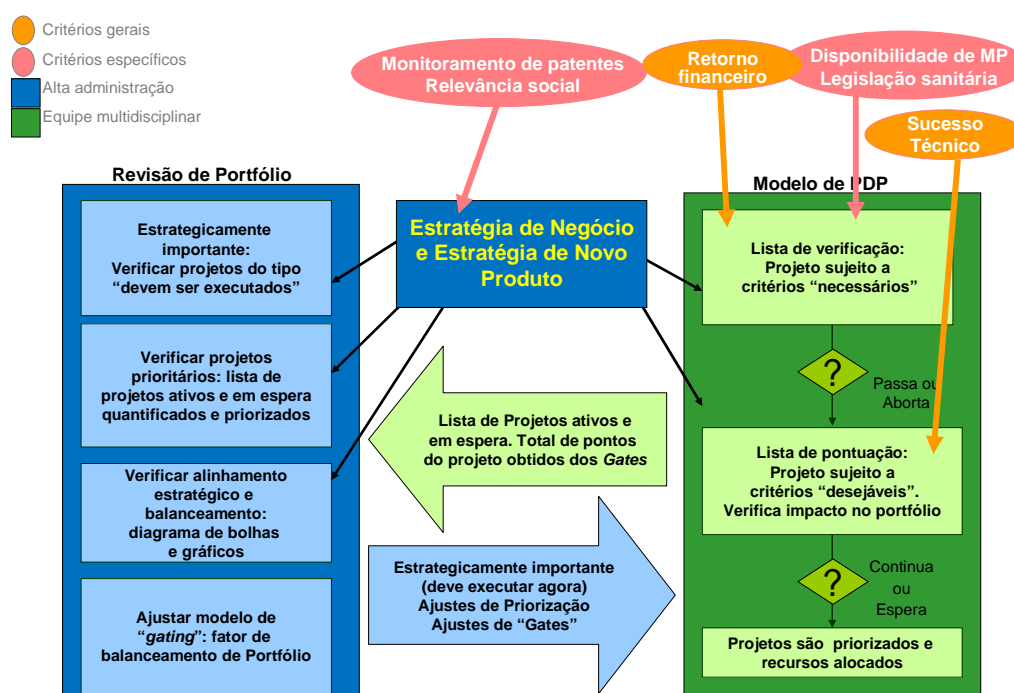 Critérios gerais
Critérios específicos
Alta administração
Equipe multidisciplinar
Monitoramento de patentes
Relevância social
Retorno
financeiro
Disponibilidade de MP
Legislação sanitária
Sucesso
Técnico
Revisão de Portfólio
Estrategicamente
importante:
Verificar projetos do tipo
“devem ser executados”
Verificar projetos
prioritários: lista de
projetos ativos e em espera
quantificados e priorizados
Verificar alinhamento
estratégico e
balanceamento:
diagrama de bolhas
e gráficos
Ajustar modelo de
“gating”: fator de
balanceamento de Portfólio
Estratégia de Negócio
e Estratégia de Novo
Produto
Lista de Projetos ativos e
em espera. Total de pontos
do projeto obtidos dos Gates
Estrategicamente importante
(deve executar agora)
Ajustes de Priorização
Ajustes de “Gates”
Modelo de PDP
Lista de verificação:
Projeto sujeito a
critérios “necessários”
?
Passa ou
Aborta
Lista de pontuação:
Projeto sujeito a
critérios “desejáveis”.
Verifica impacto no portfólio
?
Continua
ou
Espera
Projetos são priorizados e
recursos alocados